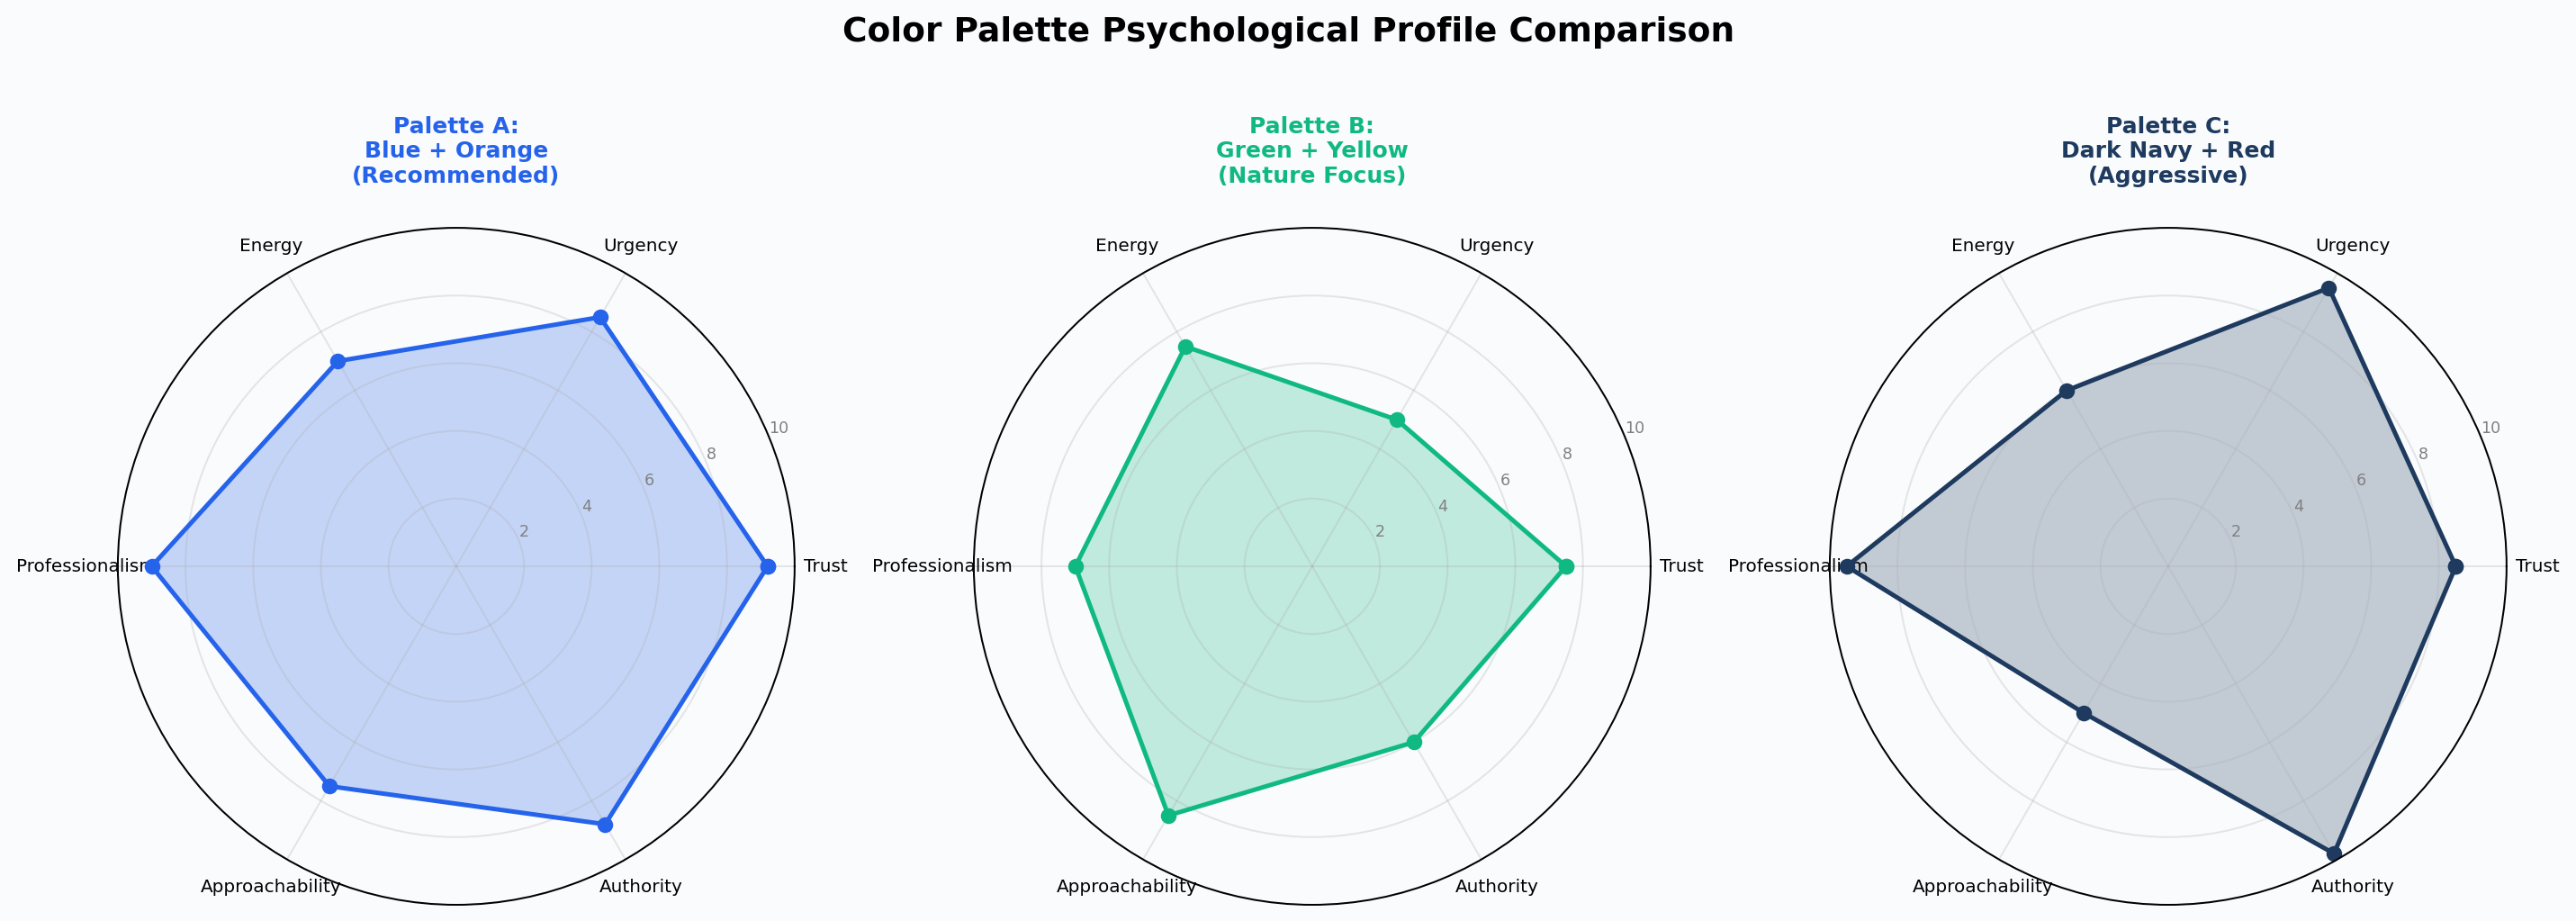 Color Palette Psychological Profile Comparison
Palette A:
Blue + Orange
(Recommended)
Energy
Urgency
Professionalism
Trust
Approachability
Authority
2
4
6
8
10
Palette B:
Green + Yellow
(Nature Focus)
Energy
Urgency
Professionalism
Trust
Approachability
Authority
2
4
6
8
10
Palette C:
Dark Navy + Red
(Aggressive)
Energy
Urgency
Professionalism
Trust
Approachability
Authority
2
4
6
8
10